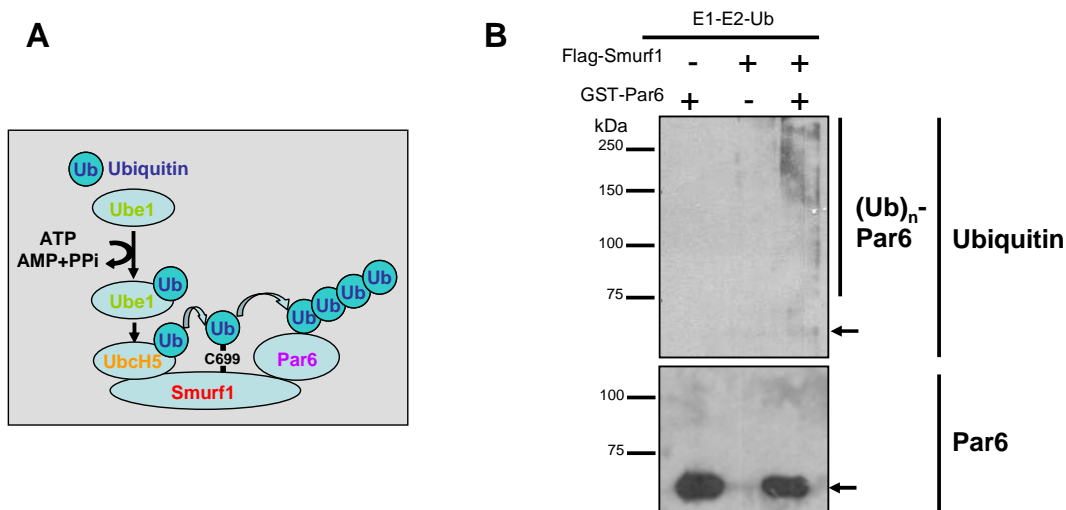 A
Ub Ubiquitin
Ube1
ATP
AMP+PPi
Ube1 Ub
Ub Ub Ub Ub Ub Ub
UbcH5 C699 Par6
Smurf1
B
E1-E2-Ub
Flag-Smurf1 - + +
GST-Par6 + - +
kDa
250
150
100
75
(Ub)n-
Par6
Ubiquitin
100
75
Par6